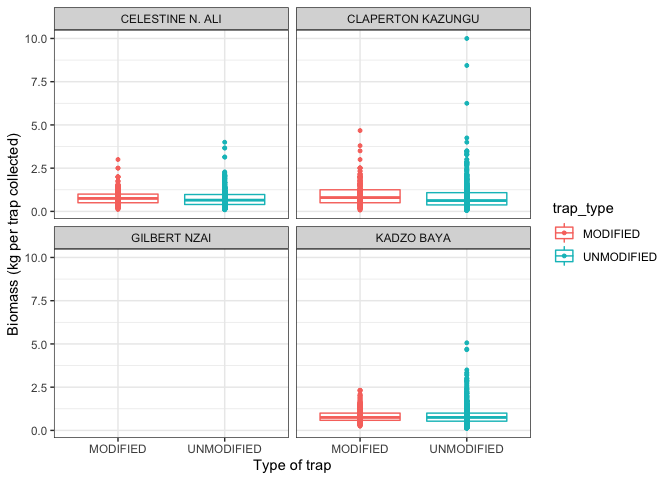 CELESTINE N. ALI
CLAPERTON KAZUNGU
10.0
7.5
5.0
2.5
0.0
GILBERT NZAI
KADZO BAYA
10.0
7.5
5.0
2.5
0.0
MODIFIED
UNMODIFIED
MODIFIED
UNMODIFIED
Type of trap
Biomass (kg per trap collected)
trap_type
MODIFIED
UNMODIFIED